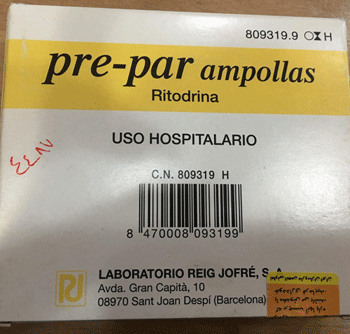 809319.9 H
pre-par ampollas
Ritodrina
USO HOSPITALARIO
C.N. 809319 H
8 470008 093199
LABORATORIO REIG JOFRÉ, S.A.
Avda. Gran Capità, 10
08970 Sant Joan Despí (Barcelona)